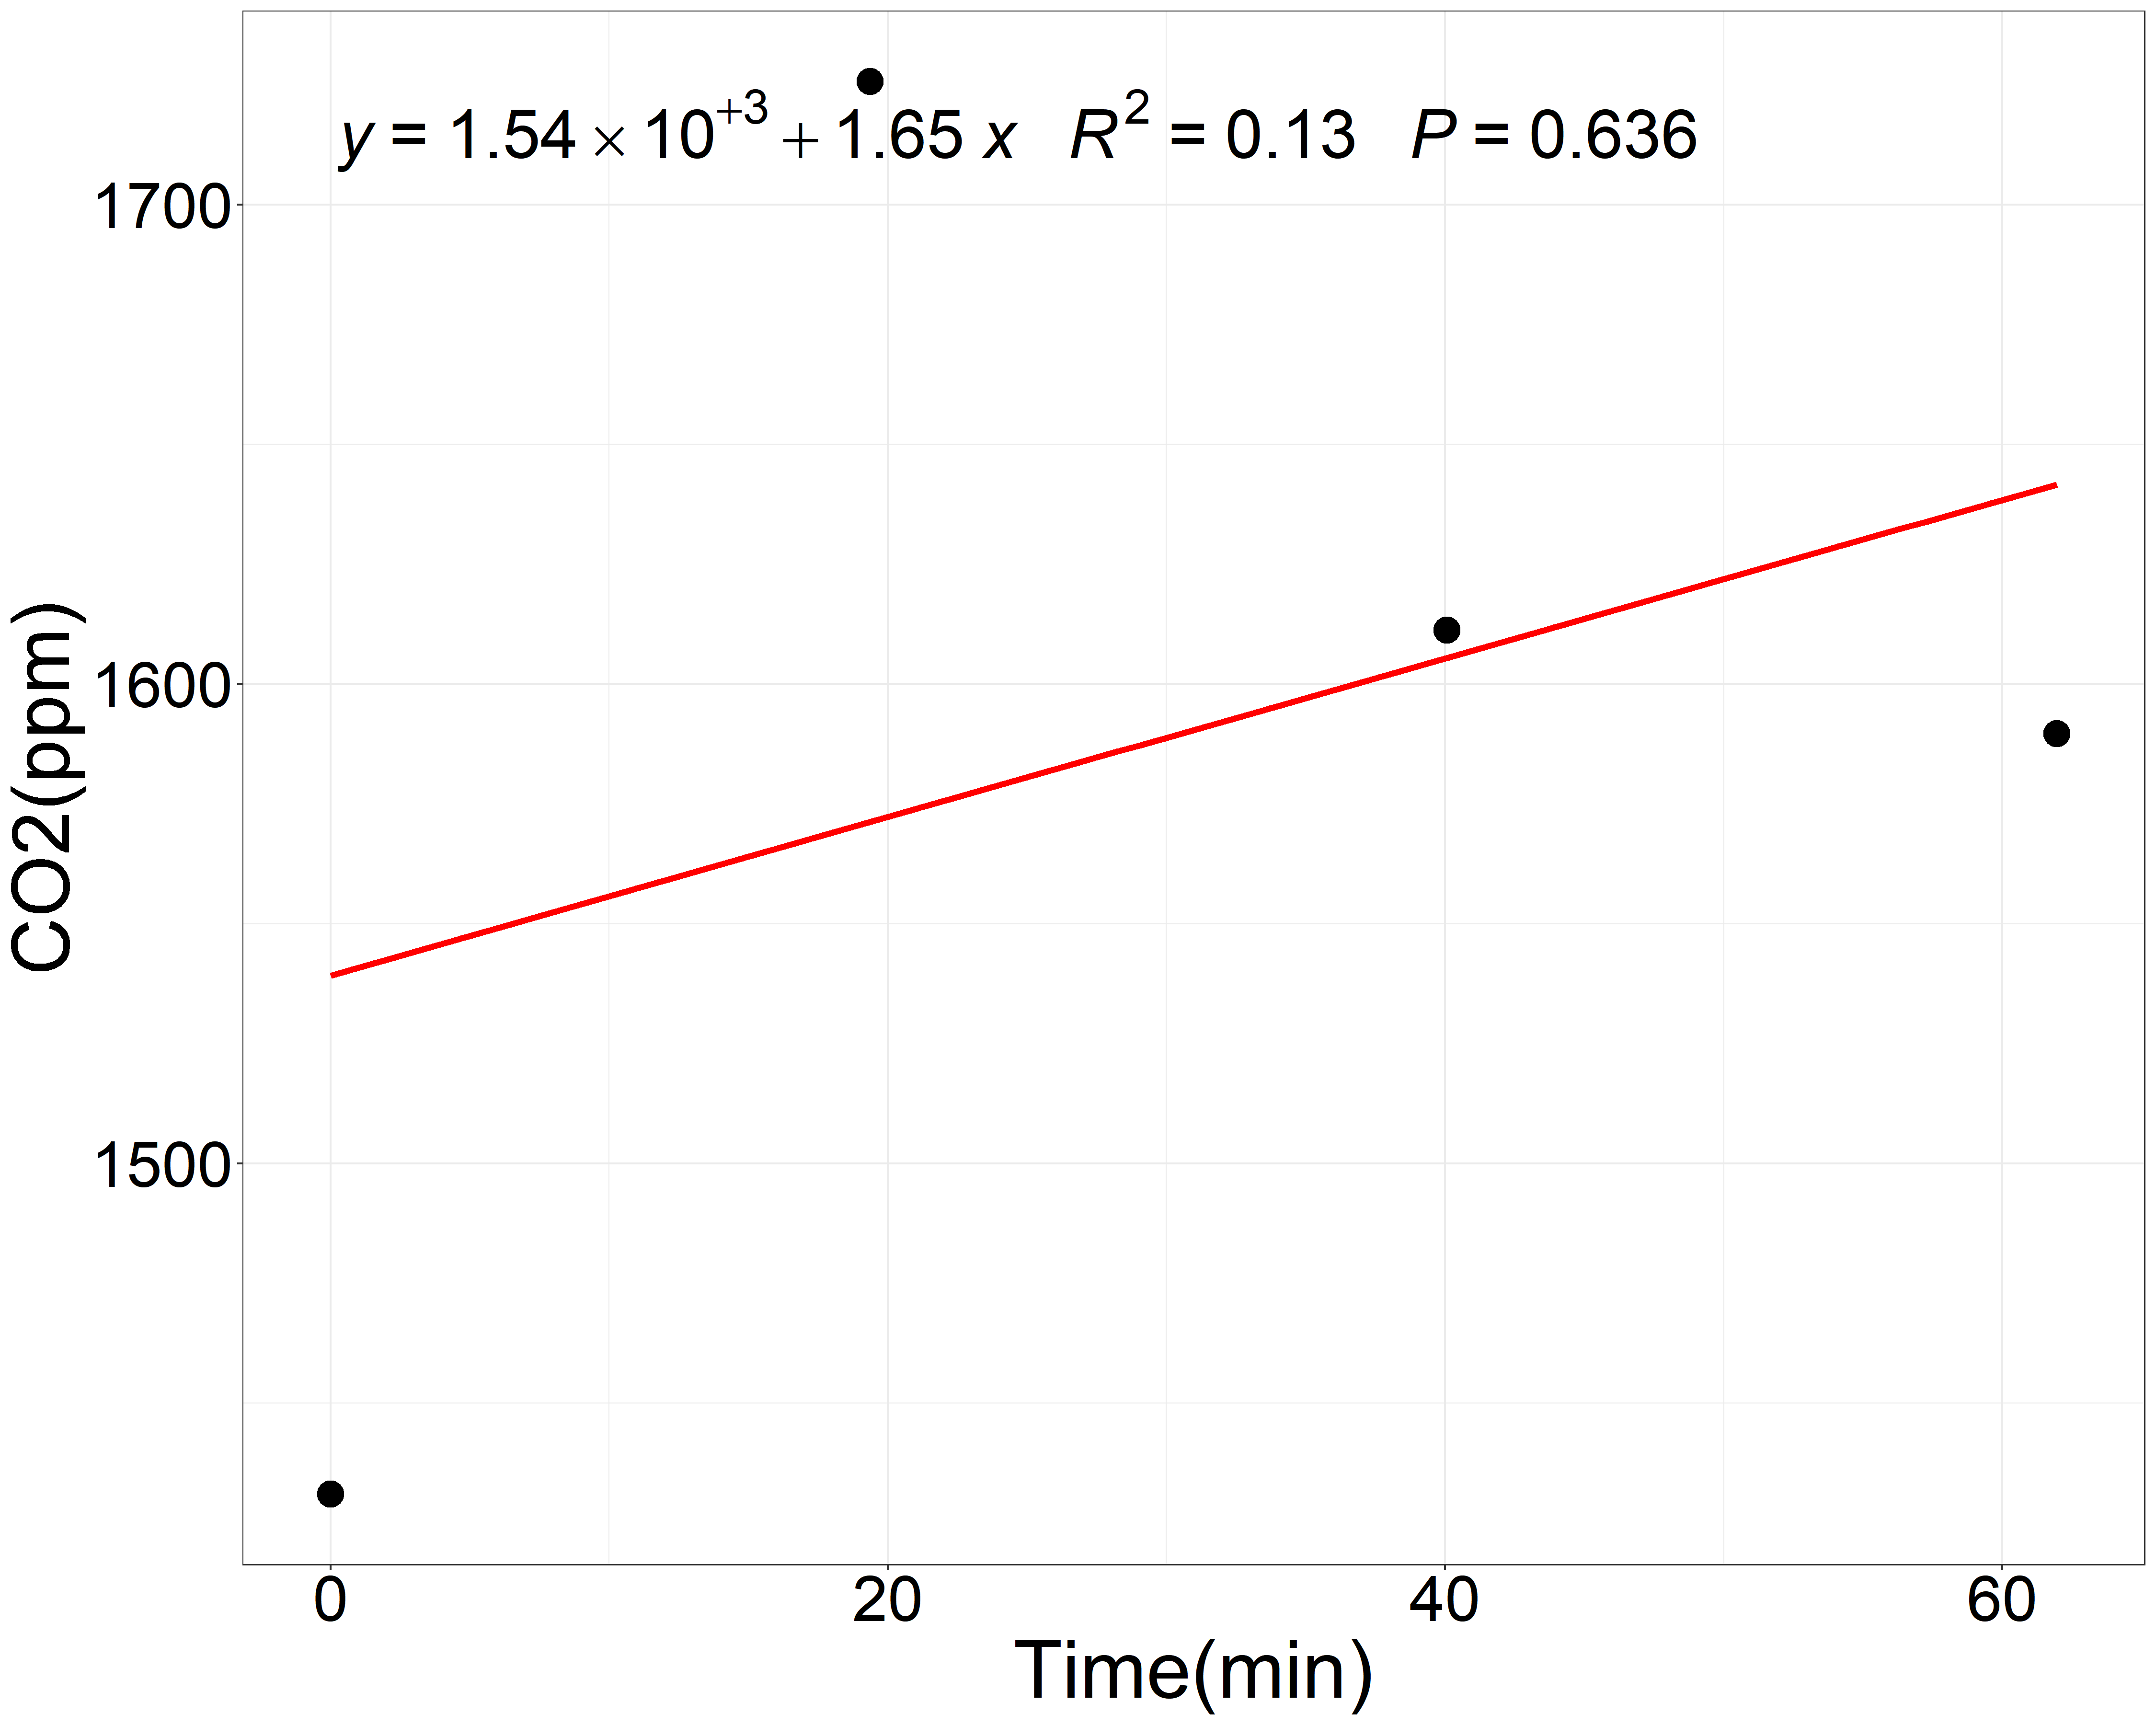 y = 1.54 ×10⁺³ + 1.65 x R² = 0.13 P = 0.636
1700
1600
1500
CO2(ppm)
0 20 40 60
Time(min)